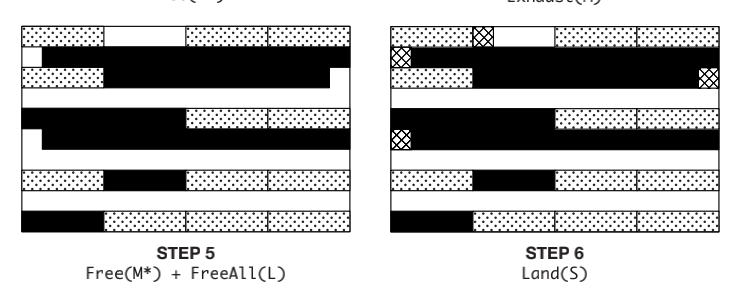 STEP 5
Free(M*) + FreeAll(L)
STEP 6
Land(S)